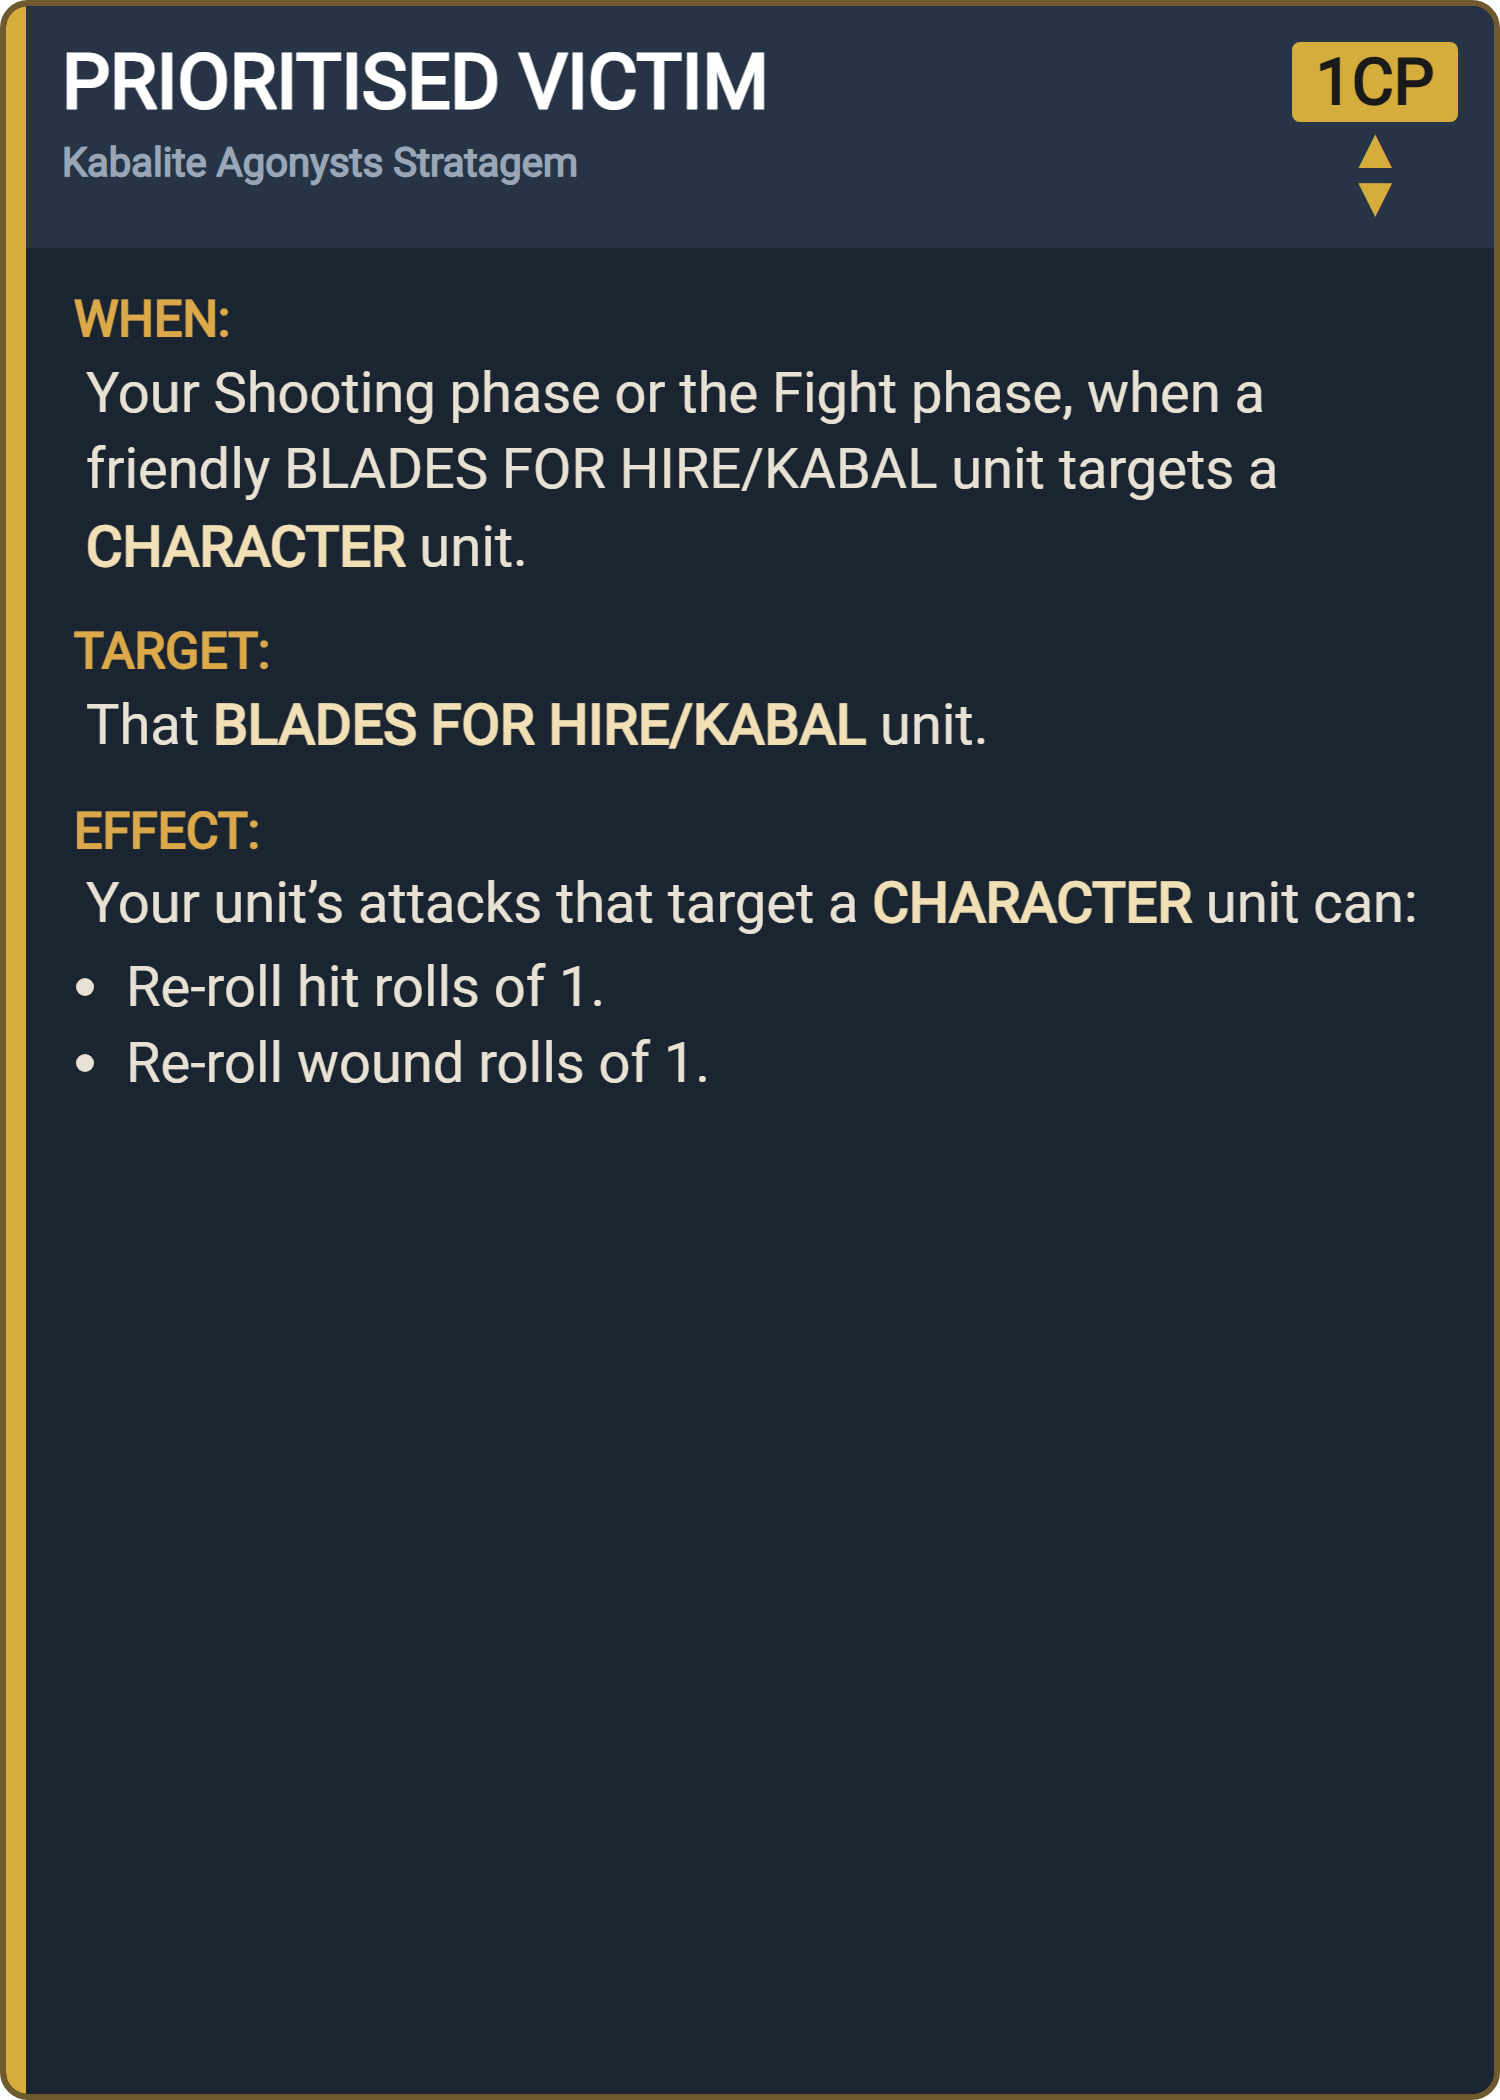 PRIORITISED VICTIM
1CP
Kabalite Agonysts Stratagem
▲
▼
WHEN:
Your Shooting phase or the Fight phase, when a
friendly BLADES FOR HIRE/KABAL unit targets a
CHARACTER unit.
TARGET:
That BLADES FOR HIRE/KABAL unit.
EFFECT:
Your unit’s attacks that target a CHARACTER unit can:
• Re-roll hit rolls of 1.
• Re-roll wound rolls of 1.